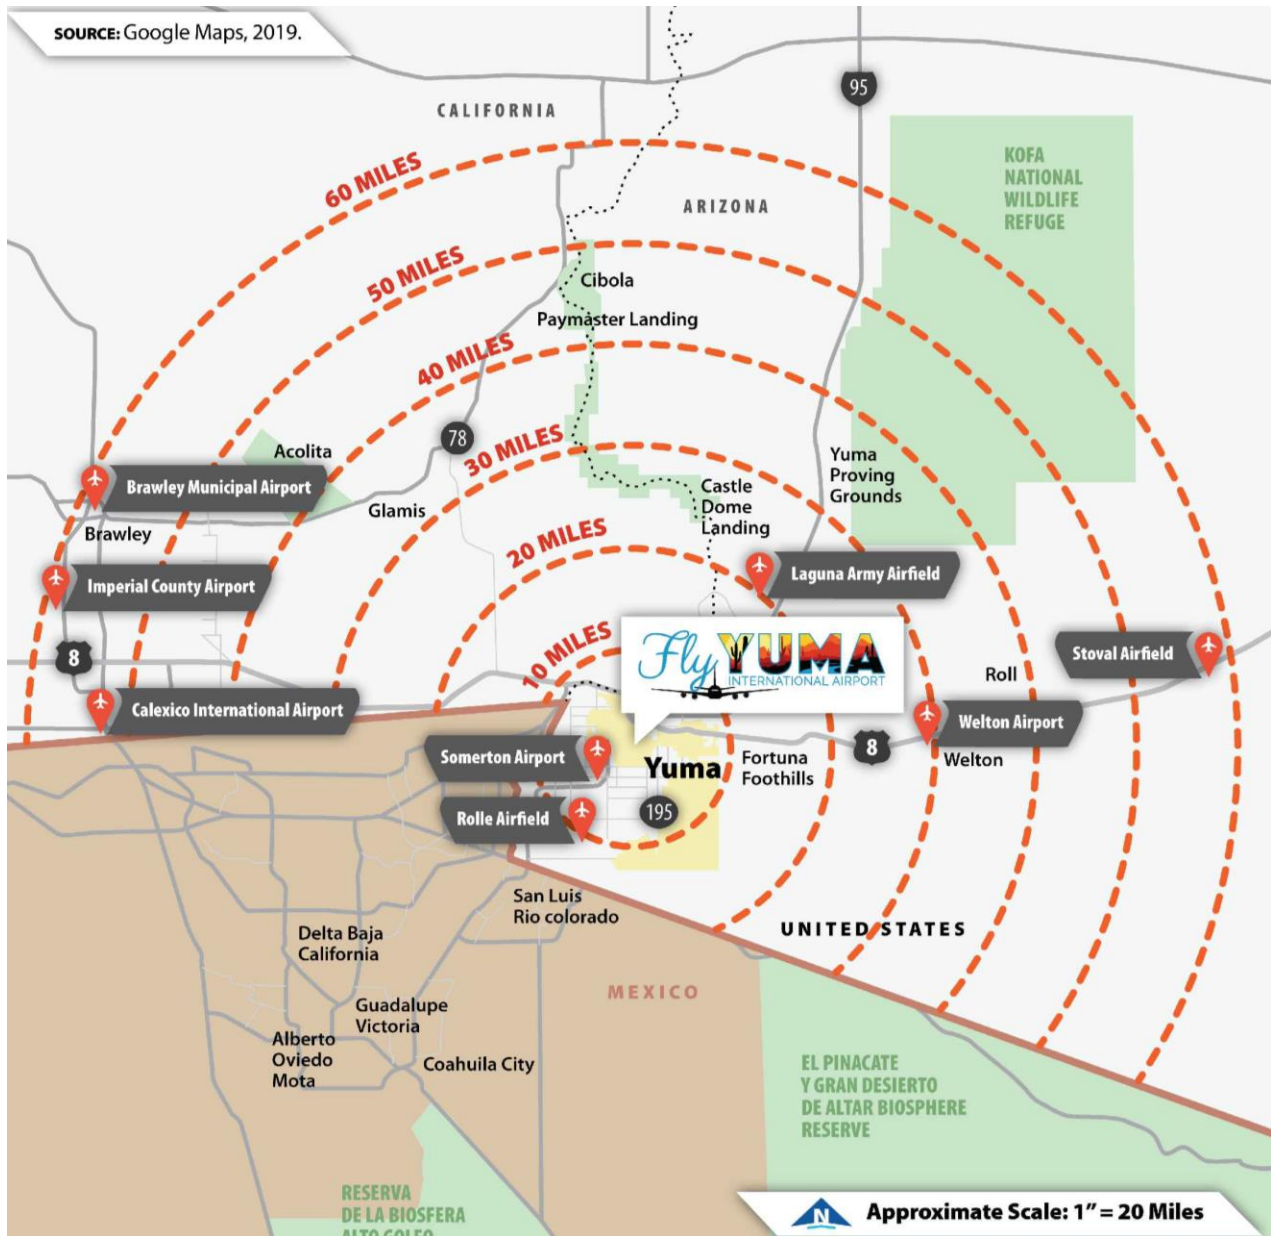 SOURCE: Google Maps, 2019.
95
CALIFORNIA
60 MILES
KOFA
NATIONAL
WILDLIFE
REFUGE
ARIZONA
50 MILES
Cibola
Paymaster Landing
40 MILES
78
30 MILES
Acolita
Yuma
Proving
Grounds
Brawley Municipal Airport
Castle
Dome
Landing
Glamis
Brawley
20 MILES
Laguna Army Airfield
Imperial County Airport
10 MILES
Fly YUMA
INTERNATIONAL AIRPORT
Stoval Airfield
8
Roll
Calexico International Airport
Welton Airport
8
Somerton Airport
Yuma
Fortuna
Foothills
Welton
Rolle Airfield
195
San Luis
Rio colorado
UNITED STATES
Delta Baja
California
MEXICO
Guadalupe
Victoria
Alberto
Oviedo
Mota
Coahuila City
EL PINACATE
Y GRAN DESIERTO
DE ALTAR BIOSPHERE
RESERVE
RESERVA
DE LA BIOSFERA
ALTO GOLFO
N
Approximate Scale: 1” = 20 Miles